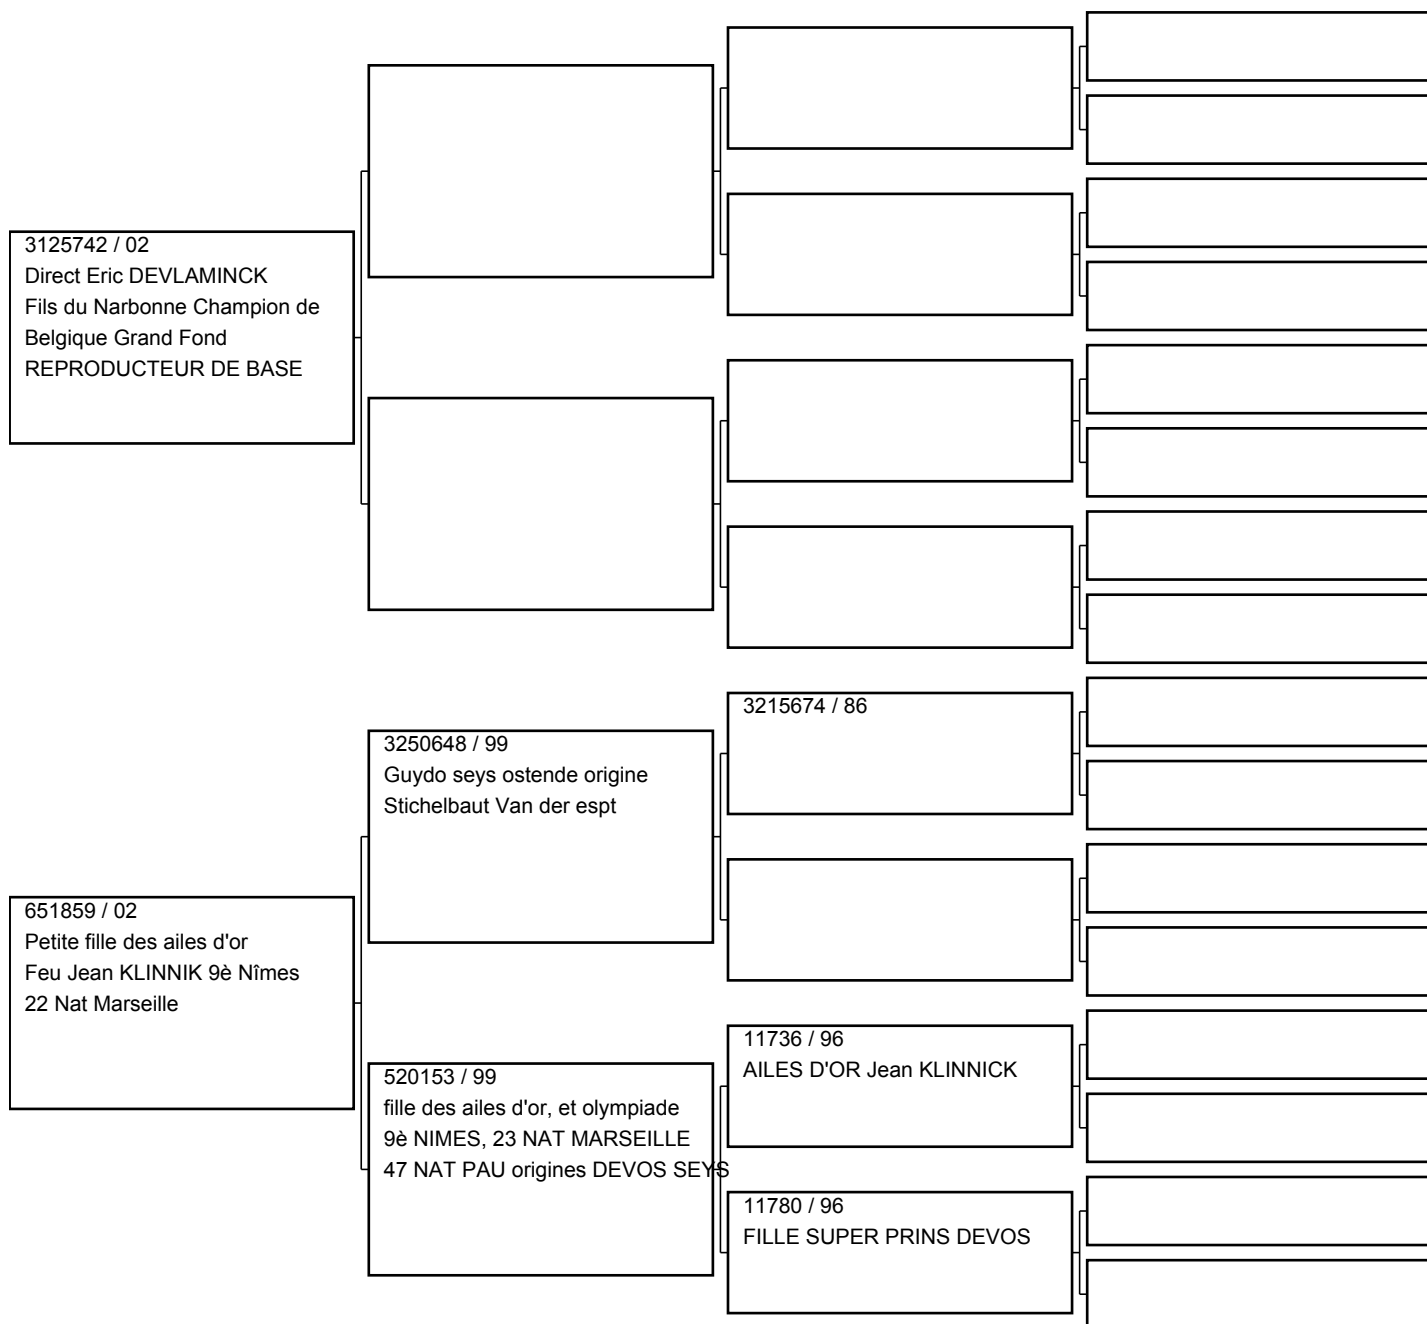 3125742 / 02
Direct Eric DEVLAMINCK
Fils du Narbonne Champion de
Belgique Grand Fond
REPRODUCTEUR DE BASE
651859 / 02
Petite fille des ailes d'or
Feu Jean KLINNIK 9è Nîmes
22 Nat Marseille
3250648 / 99
Guydo seys ostende origine
Stichelbaut Van der espt
520153 / 99
fille des ailes d'or, et olympiade
9è NIMES, 23 NAT MARSEILLE
47 NAT PAU origines DEVOS SEYS
3215674 / 86
11736 / 96
AILES D'OR Jean KLINNICK
11780 / 96
FILLE SUPER PRINS DEVOS